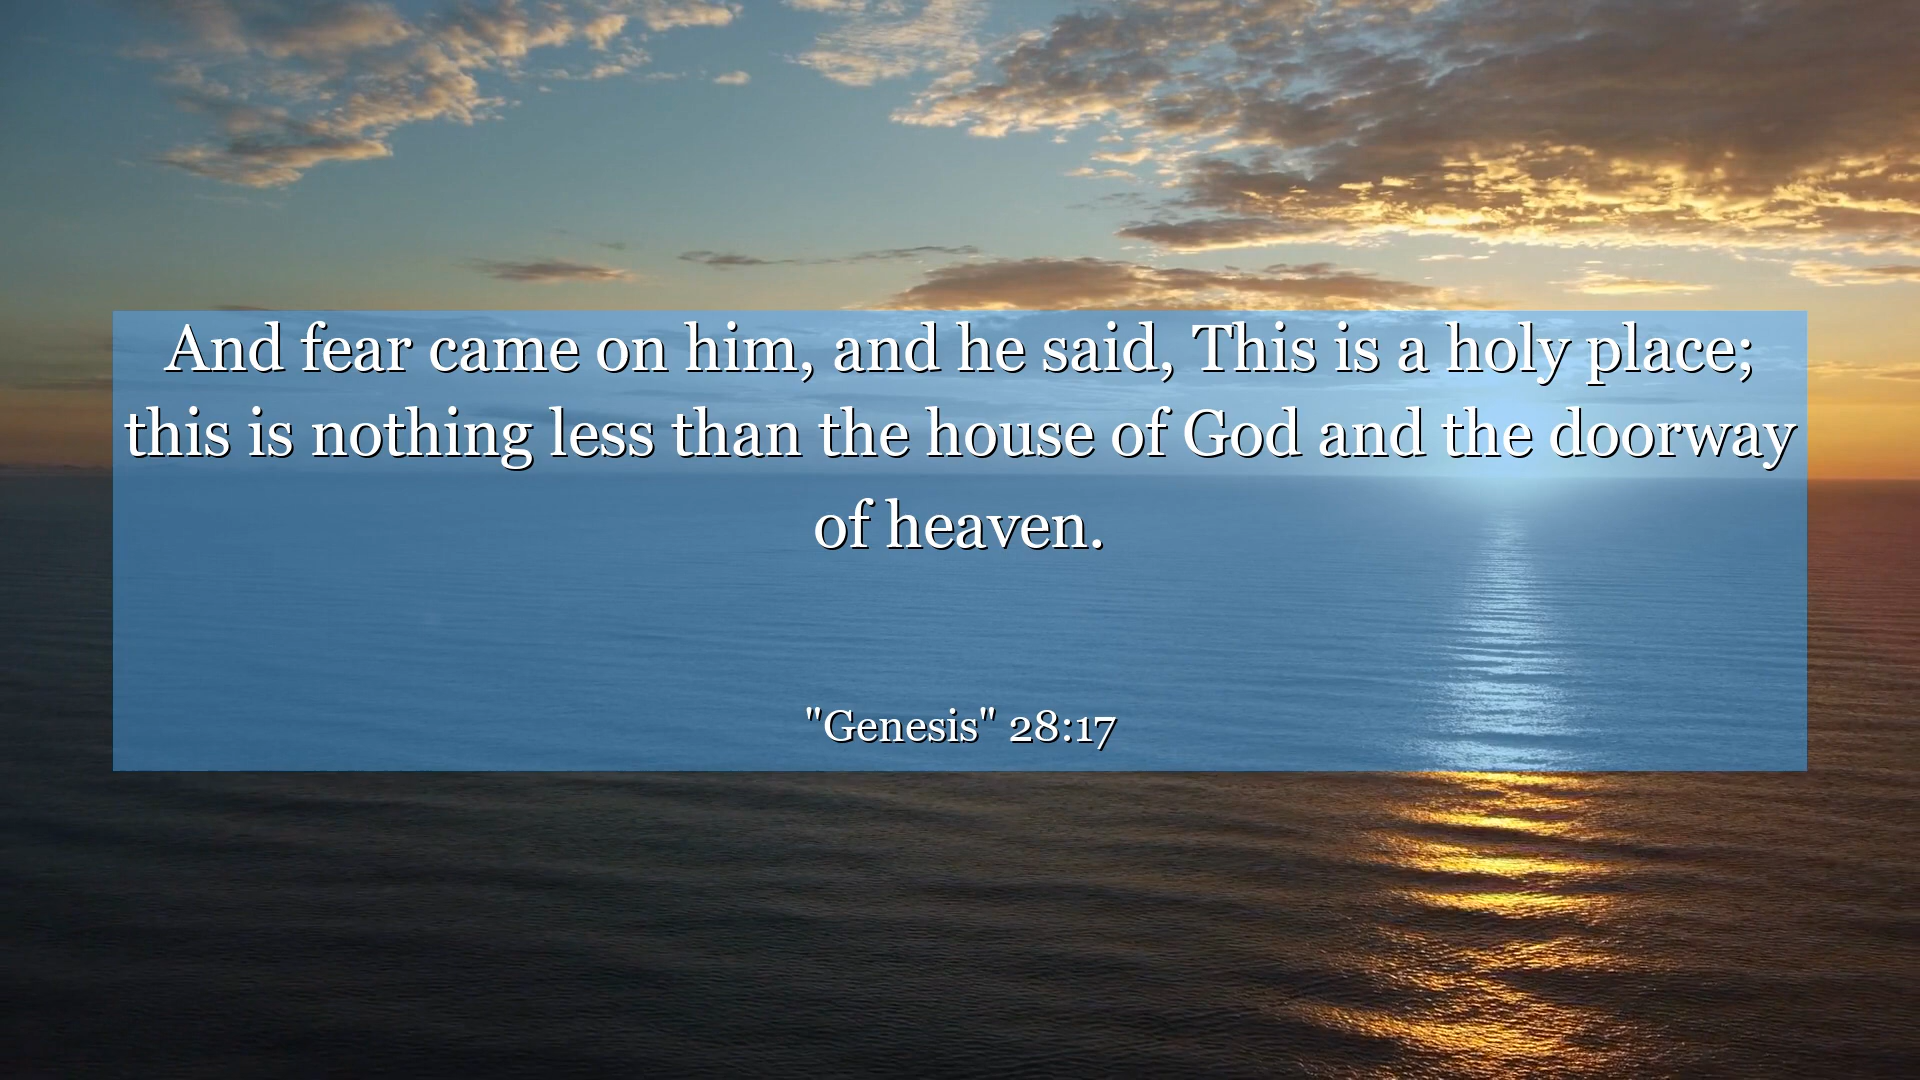 And fear came on him, and he said, This is a holy place;
this is nothing less than the house of God and the doorway
of heaven.
"Genesis" 28:17